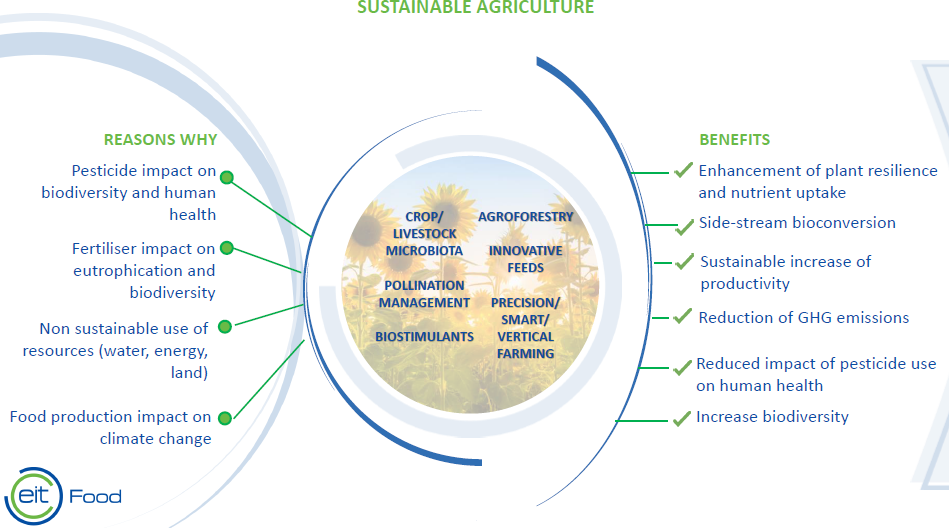 SUSTAINABLE AGRICULTURE
REASONS WHY
Pesticide impact on
biodiversity and human
health
Fertiliser impact on
eutrophication and
biodiversity
Non sustainable use of
resources (water, energy,
land)
Food production impact on
climate change
CROP/
LIVESTOCK
MICROBIOTA
POLLINATION
MANAGEMENT
BIOSTIMULANTS
AGROFORESTRY
INNOVATIVE
FEEDS
PRECISION/
SMART/
VERTICAL
FARMING
BENEFITS
Enhancement of plant resilience
and nutrient uptake
Side-stream bioconversion
Sustainable increase of
productivity
Reduction of GHG emissions
Reduced impact of pesticide use
on human health
Increase biodiversity
eit Food